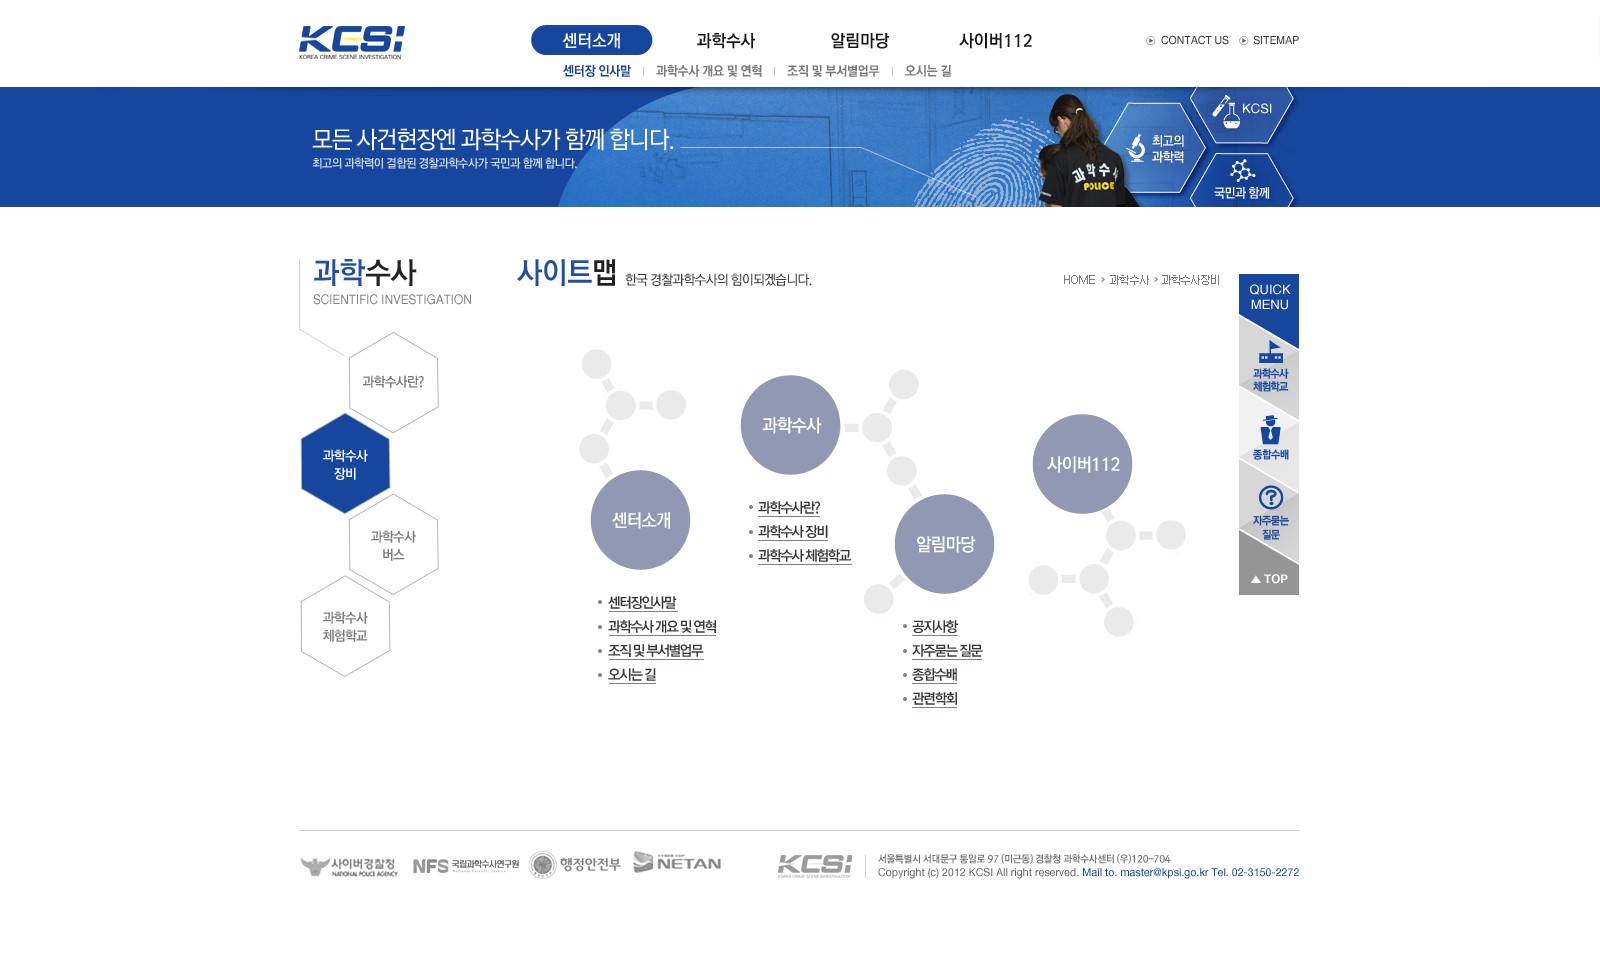 KCSI
KOREA CRIME SCENE INVESTIGATION
센터소개 과학수사 알림마당 사이버112
CONTACT US SITEMAP
센터장 인사말 과학수사 개요 및 연혁 조직 및 부서별업무 오시는 길
모든 사건현장엔 과학수사가 함께 합니다.
최고의 과학력이 결합된 경찰과학수사가 국민과 함께 합니다.
과학수사
POLICE
최고의
과학력
KCSI
국민과 함께
과학수사
SCIENTIFIC INVESTIGATION
사이트맵 한국 경찰과학수사의 힘이되겠습니다.
HOME > 과학수사 > 과학수사장비
과학수사란?
과학수사
장비
과학수사
버스
과학수사
체험학교
센터소개
• 센터장인사말
• 과학수사 개요 및 연혁
• 조직 및 부서별업무
• 오시는 길
과학수사
• 과학수사란?
• 과학수사 장비
• 과학수사 체험학교
알림마당
• 공지사항
• 자주묻는 질문
• 종합수배
• 관련학회
사이버112
QUICK
MENU
과학수사
체험학교
종합수배
자주묻는
질문
▲ TOP
사이버경찰청
NATIONAL POLICE AGENCY
NFS 국립과학수사연구원
행정안전부
NETAN
KCSI
KOREA CRIME SCENE INVESTIGATION
서울특별시 서대문구 통일로 97 (미근동) 경찰청 과학수사센터 (우)120-704
Copyright (c) 2012 KCSI All right reserved. Mail to. master@kpsi.go.kr Tel. 02-3150-2272